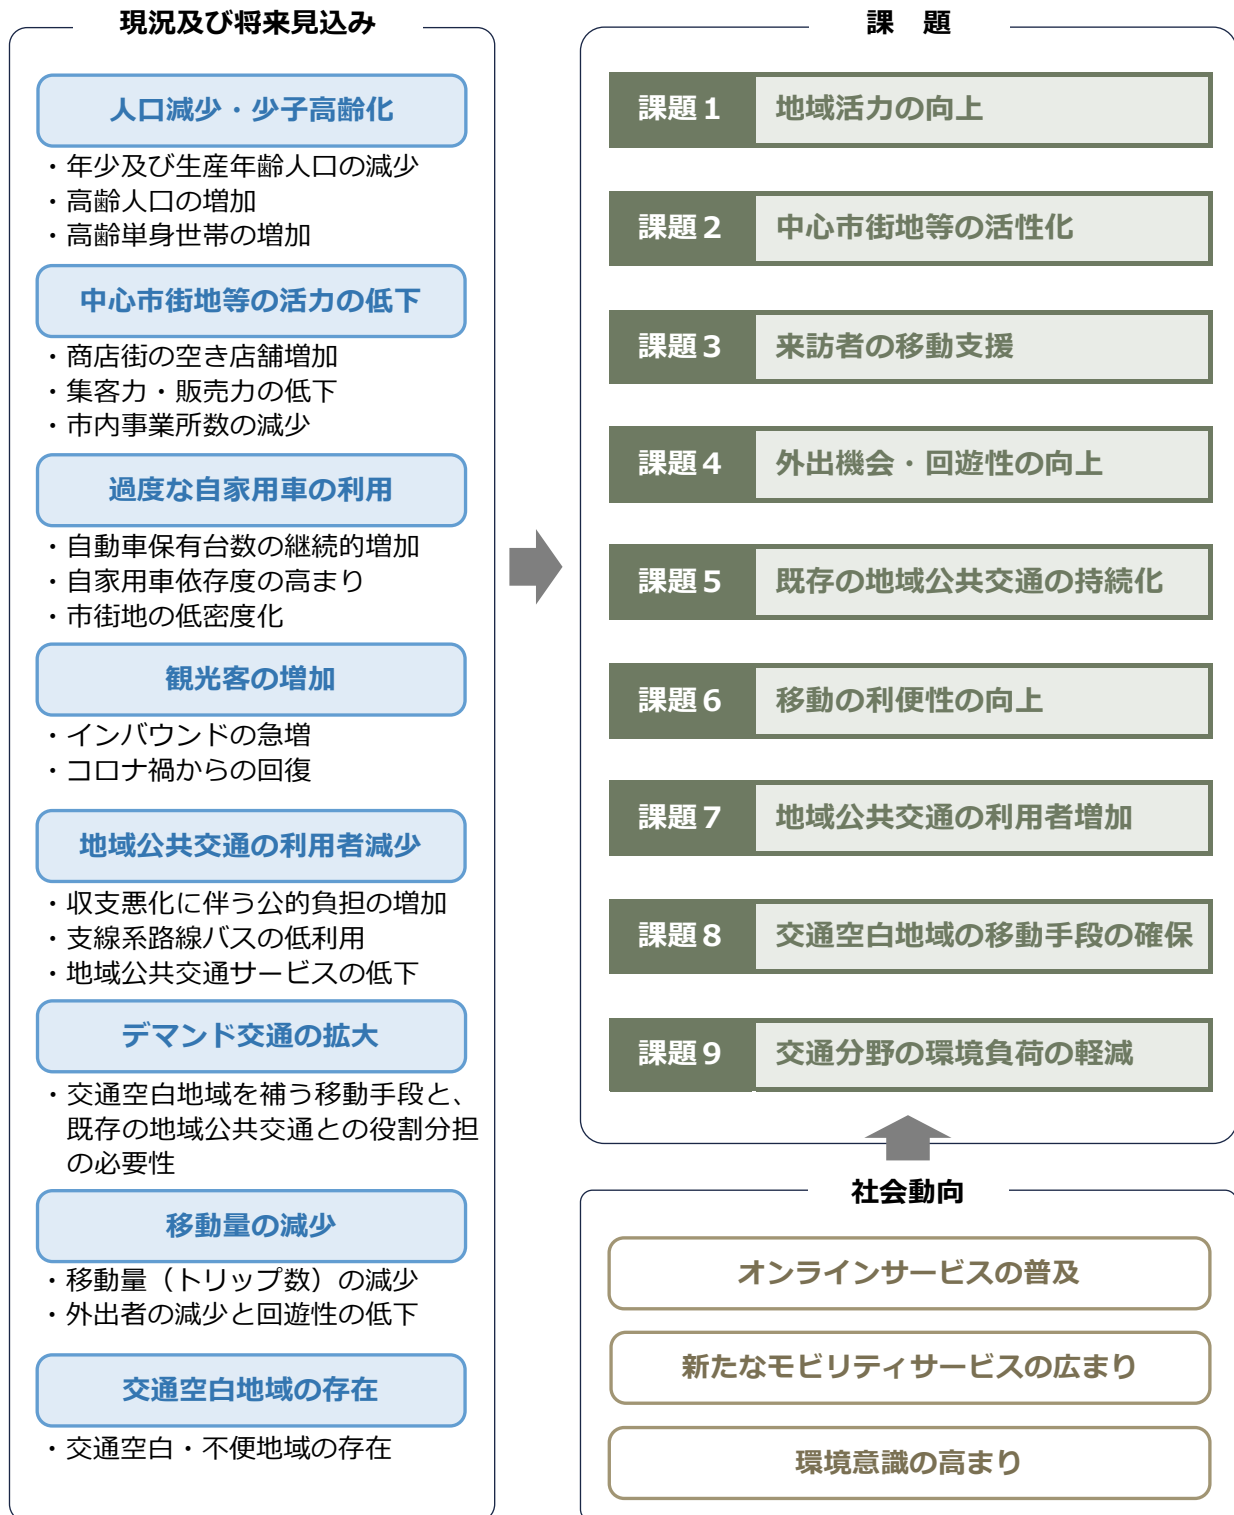 現況及び将来見込み
人口減少・少子高齢化
・年少及び生産年齢人口の減少
・高齢人口の増加
・高齢単身世帯の増加
中心市街地等の活力の低下
・商店街の空き店舗増加
・集客力・販売力の低下
・市内事業所数の減少
過度な自家用車の利用
・自動車保有台数の継続的増加
・自家用車依存度の高まり
・市街地の低密度化
観光客の増加
・インバウンドの急増
・コロナ禍からの回復
地域公共交通の利用者減少
・収支悪化に伴う公的負担の増加
・支線系路線バスの低利用
・地域公共交通サービスの低下
デマンド交通の拡大
・交通空白地域を補う移動手段と、
既存の地域公共交通との役割分担
の必要性
移動量の減少
・移動量（トリップ数）の減少
・外出者の減少と回遊性の低下
交通空白地域の存在
・交通空白・不便地域の存在
課　題
課題１ 地域活力の向上
課題２ 中心市街地等の活性化
課題３ 来訪者の移動支援
課題４ 外出機会・回遊性の向上
課題５ 既存の地域公共交通の持続化
課題６ 移動の利便性の向上
課題７ 地域公共交通の利用者増加
課題８ 交通空白地域の移動手段の確保
課題９ 交通分野の環境負荷の軽減
社会動向
オンラインサービスの普及
新たなモビリティサービスの広まり
環境意識の高まり